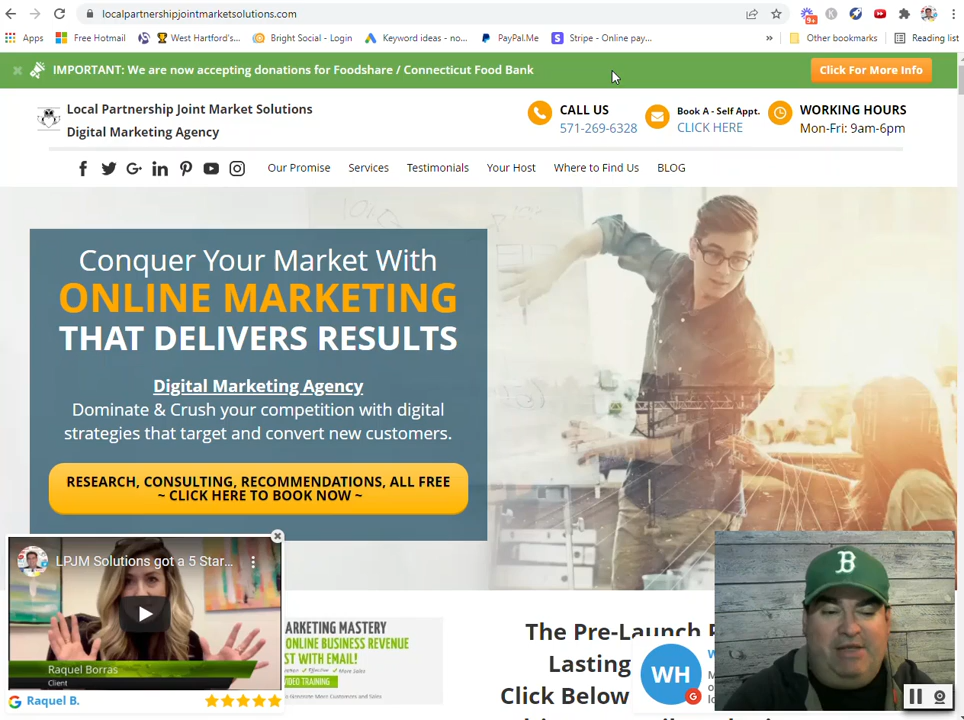 localpartnershipjointmarketsolutions.com
9+
Apps
Free Hotmail
West Hartford's...
Bright Social - Login
Keyword ideas - no...
PayPal.Me
Stripe - Online pay...
»
Other bookmarks
Reading list
IMPORTANT: We are now accepting donations for Foodshare / Connecticut Food Bank
Click For More Info
Local Partnership Joint Market Solutions
Digital Marketing Agency
CALL US
571-269-6328
Book A - Self Appt.
CLICK HERE
WORKING HOURS
Mon-Fri: 9am-6pm
Our Promise
Services
Testimonials
Your Host
Where to Find Us
BLOG
Conquer Your Market With
ONLINE MARKETING
THAT DELIVERS RESULTS
Digital Marketing Agency
Dominate & Crush your competition with digital
strategies that target and convert new customers.
RESEARCH, CONSULTING, RECOMMENDATIONS, ALL FREE
~ CLICK HERE TO BOOK NOW ~
LPJM Solutions got a 5 Star...
Raquel Borras
Client
Raquel B.
ARKETING MASTERY
ONLINE BUSINESS REVENUE
ST WITH EMAIL!
VIDEO TRAINING
The Pre-Launch
Lasting
Click Below
WH
B